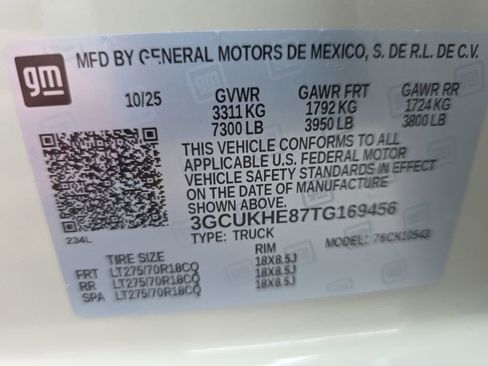 gm MFD BY GENERAL MOTORS DE MEXICO, S. DE R.L. DE C.V.
10/25 GVWR GAWR FRT GAWR RR
3311 KG 1792 KG 1724 KG
7300 LB 3950 LB 3800 LB
THIS VEHICLE CONFORMS TO ALL
APPLICABLE U.S. FEDERAL MOTOR
VEHICLE SAFETY STANDARDS IN EFFECT
ON THE DATE OF MANUFACTURE
SHOWN ABOVE.
3GCUKHE87TG169456
TYPE: TRUCK MODEL:
234L
TIRE SIZE RIM
FRT LT275/70R18CQ 18X8.5J
RR LT275/70R18CQ 18X8.5J
SPA LT275/70R18CQ 18X8.5J